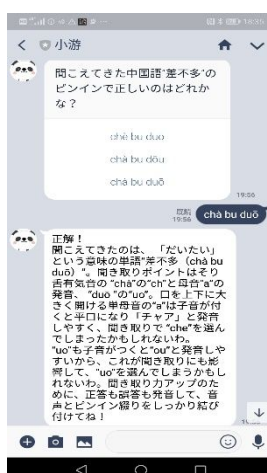 18:35
小游
聞こえてきた中国語"差不多"の
ピンインで正しいのはどれか
な？
chè bu duo
chà bu dōu
chà bu duō
19:56
既読
19:56
chà bu duō
正解！
聞こえてきたのは、「だいたい」
という意味の単語"差不多（chà bu
duō）"。聞き取りポイントはそり
舌有気音の"chà"の"ch"と母音"a"の
発音、"duō"の"uo"。口を上下に大
きく開ける単母音の"a"は子音が付
くと平口になり「チャア」と発音
しやすく、聞き取りで"che"を選ん
でしまったかもしれないわ。
"uo"も子音がつくと"ou"と発音しや
すいから、これが聞き取りにも影
響して、"uo"を選んでしまうかもし
れないわ。聞き取り力アップのた
めに、正答も誤答も発音して、音
声とピンイン綴りをしっかり結び
付けてね！